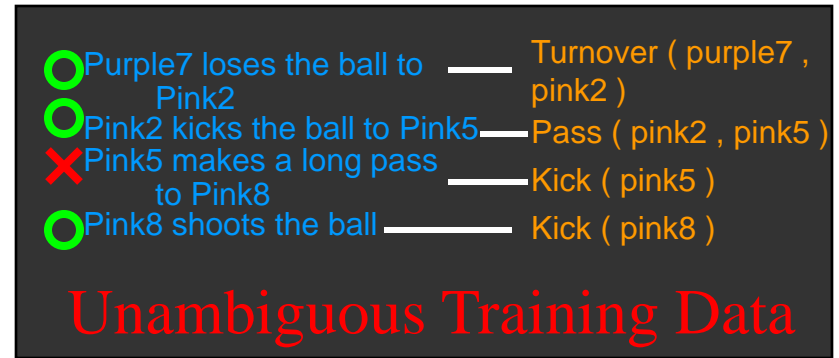 Purple7 loses the ball to
Pink2
Turnover ( purple7 ,
pink2 )
Pink2 kicks the ball to Pink5
Pass ( pink2 , pink5 )
Pink5 makes a long pass
to Pink8
Kick ( pink5 )
Pink8 shoots the ball
Kick ( pink8 )
Unambiguous Training Data